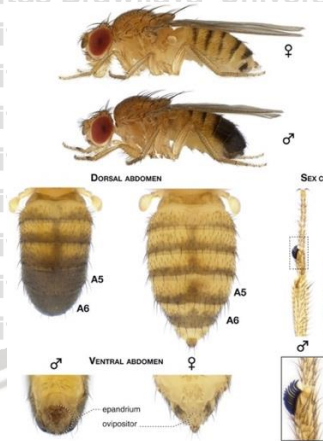 ♀
♂
DORSAL ABDOMEN
SEX C
A5
A6
A5
A6
♂
♂
VENTRAL ABDOMEN
♀
epandrium
ovipositor